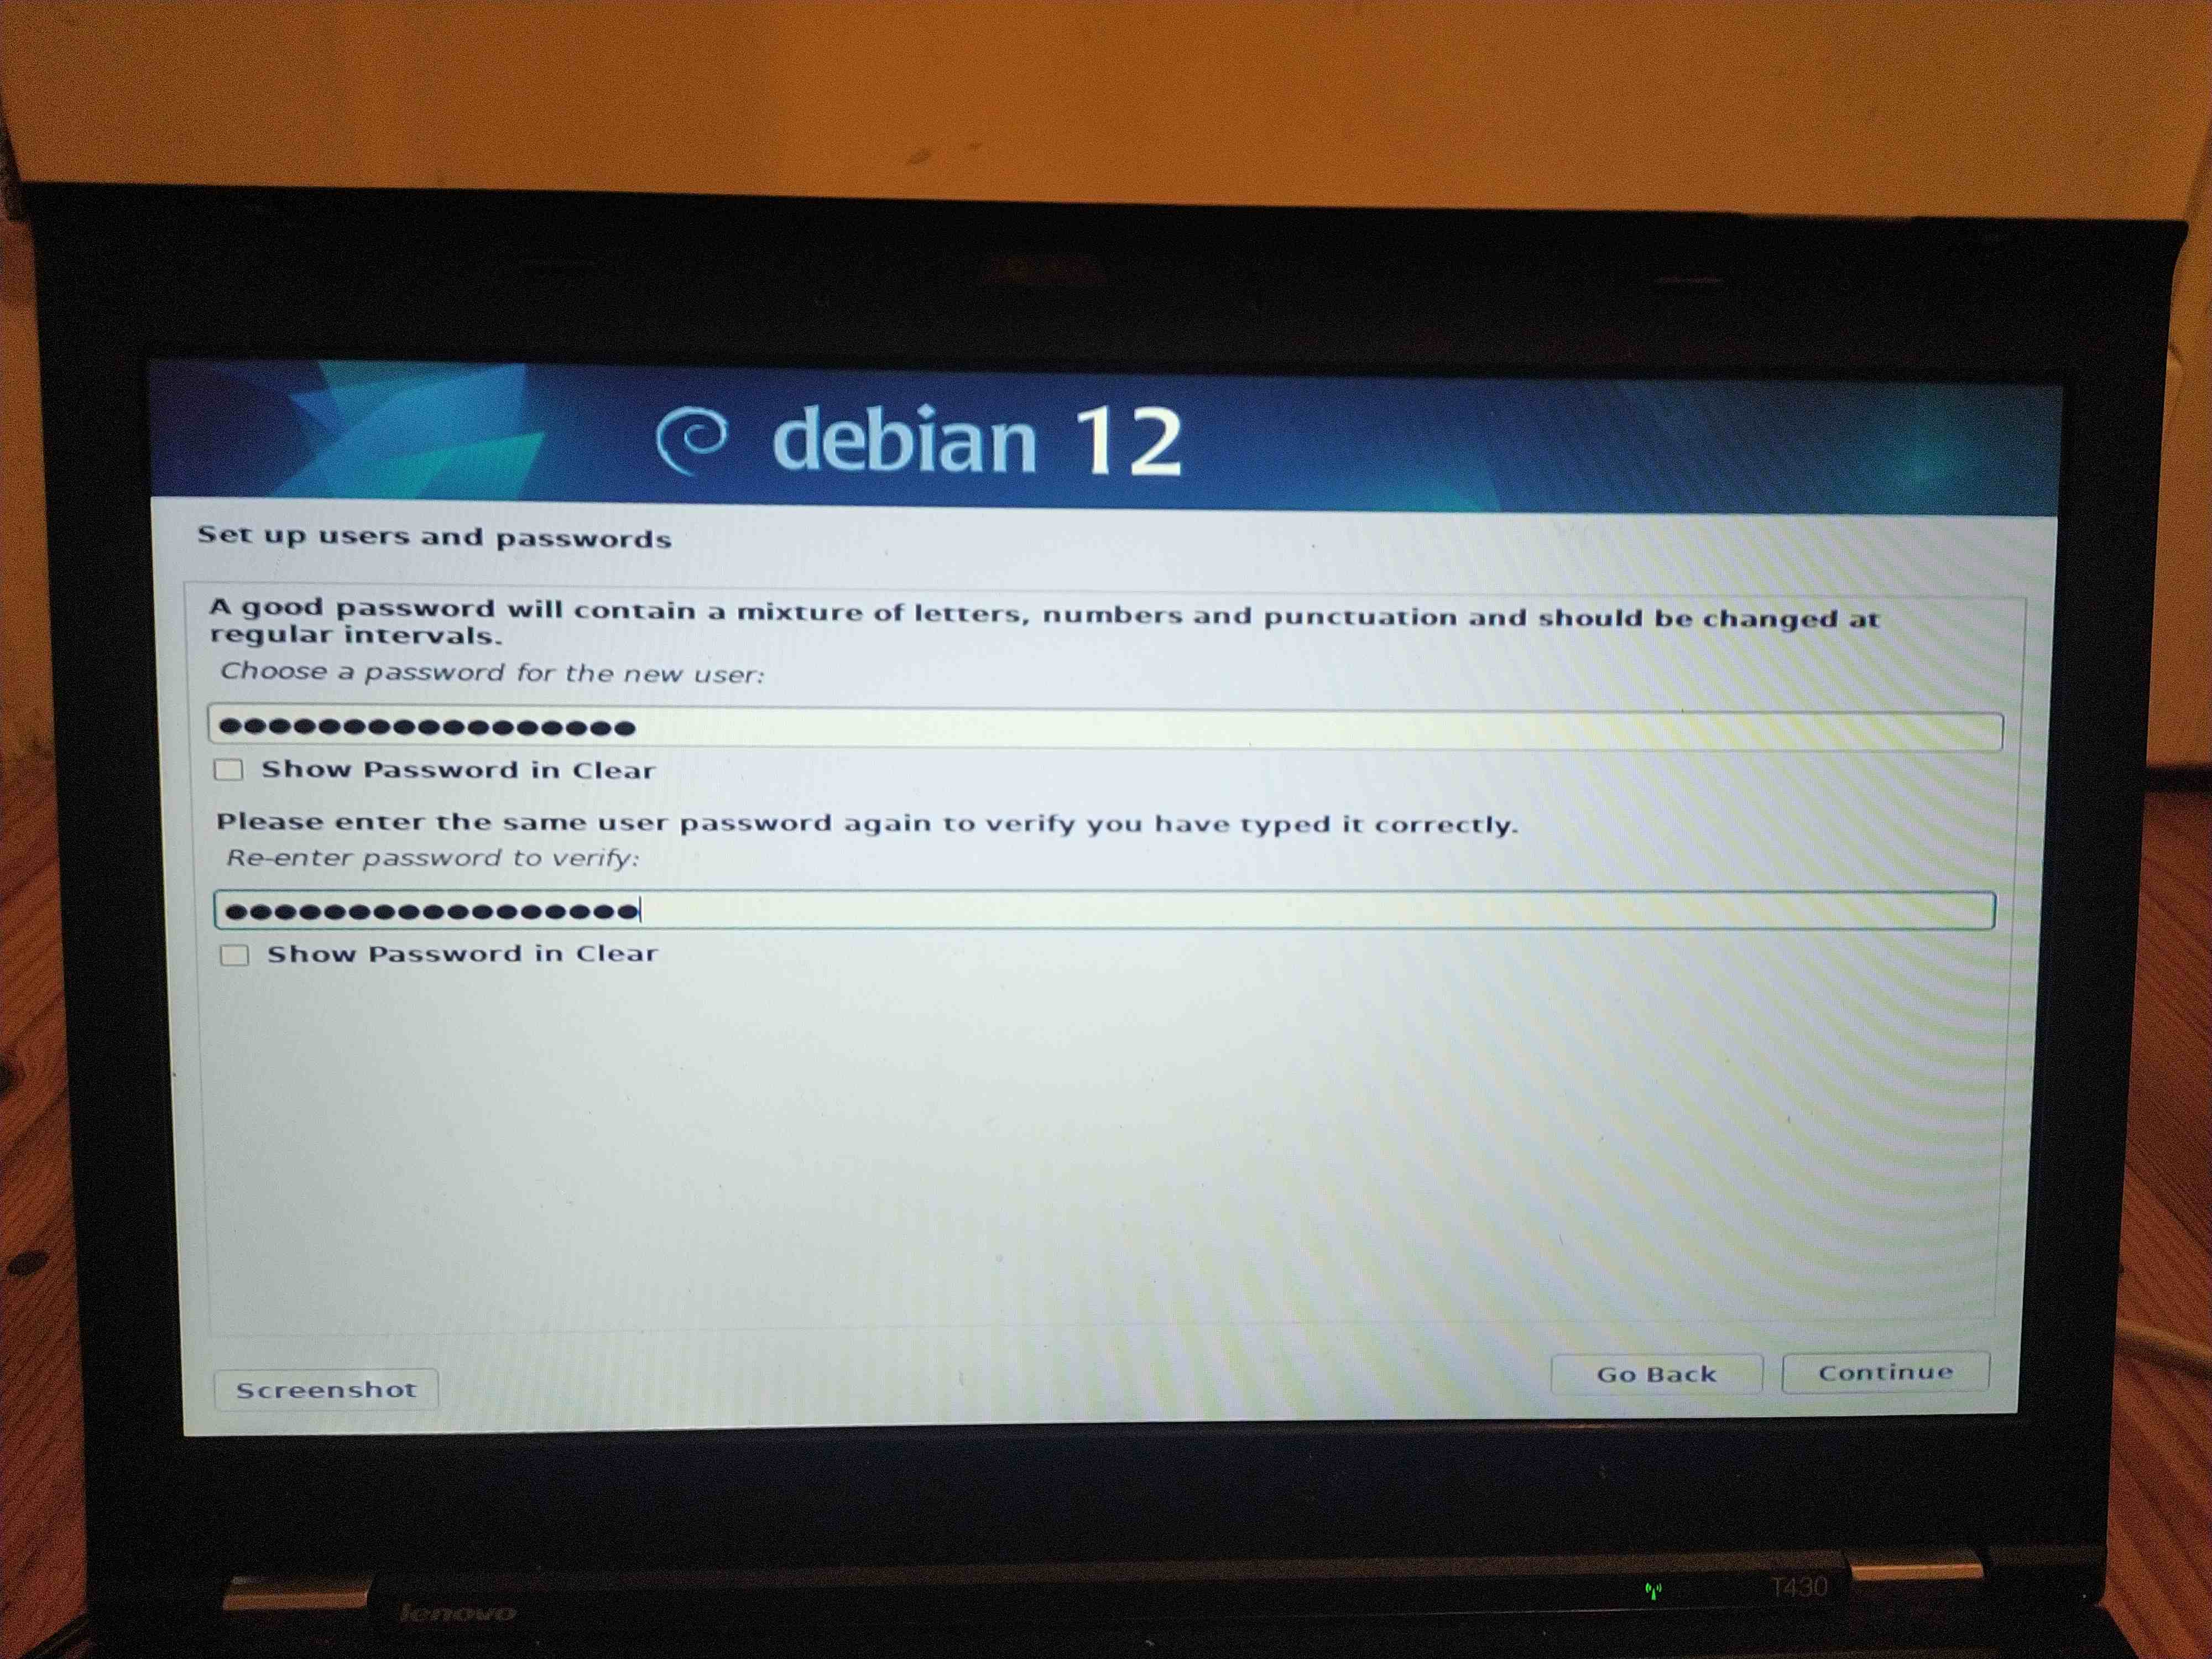 debian 12
Set up users and passwords
A good password will contain a mixture of letters, numbers and punctuation and should be changed at
regular intervals.
Choose a password for the new user:
●●●●●●●●●●●●●●●●●
Show Password in Clear
Please enter the same user password again to verify you have typed it correctly.
Re-enter password to verify:
●●●●●●●●●●●●●●●●●
Show Password in Clear
Screenshot
Go Back
Continue
lenovo
T430